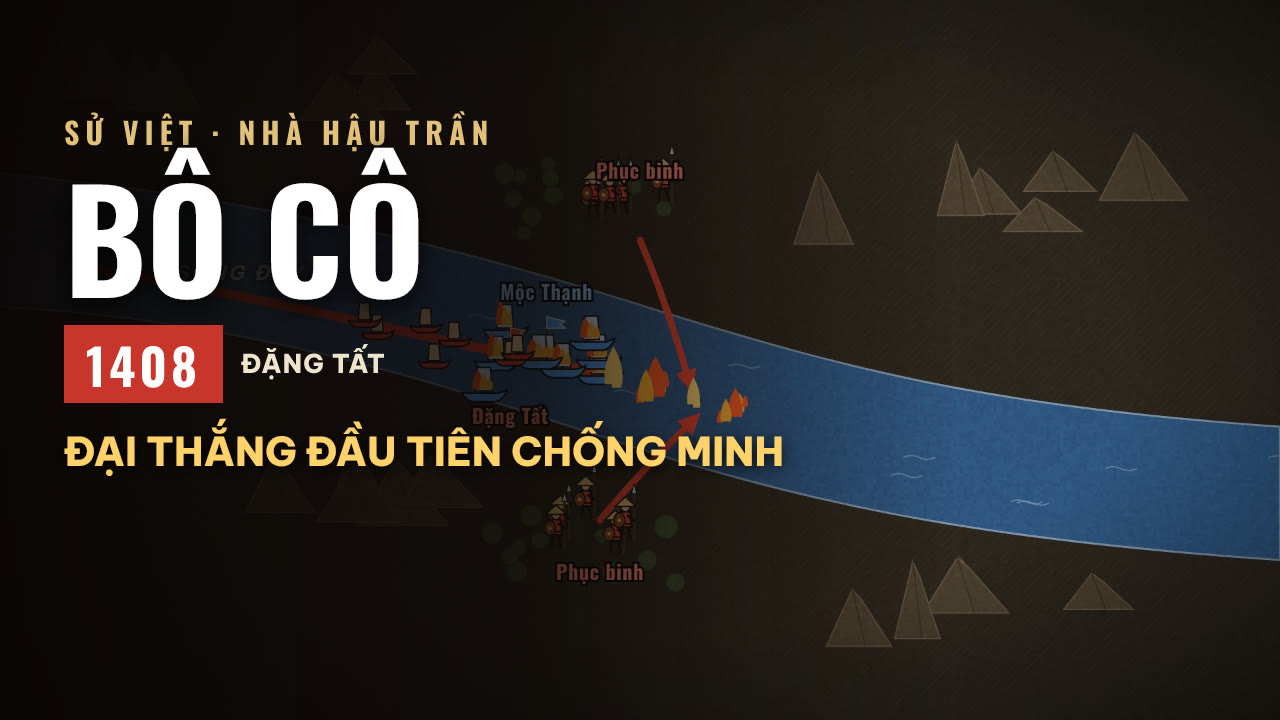 SỬ VIỆT · NHÀ HẬU TRẦN
BÔ CÔ
1408
ĐẶNG TẤT
ĐẠI THẮNG ĐẦU TIÊN CHỐNG MINH
Phục binh
Mộc Thạnh
Đặng Tất
Phục binh